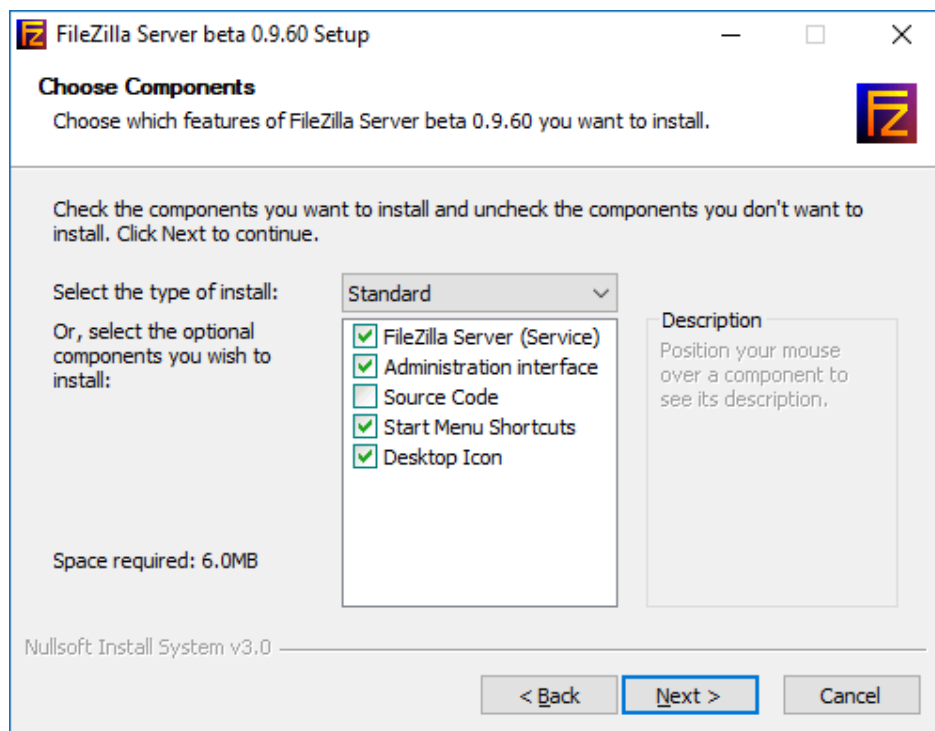 FileZilla Server beta 0.9.60 Setup
Choose Components
Choose which features of FileZilla Server beta 0.9.60 you want to install.
Check the components you want to install and uncheck the components you don't want to
install. Click Next to continue.
Select the type of install:
Standard
Or, select the optional
components you wish to
install:
FileZilla Server (Service)
Administration interface
Source Code
Start Menu Shortcuts
Desktop Icon
Description
Position your mouse
over a component to
see its description.
Space required: 6.0MB
Nullsoft Install System v3.0
< Back
Next >
Cancel